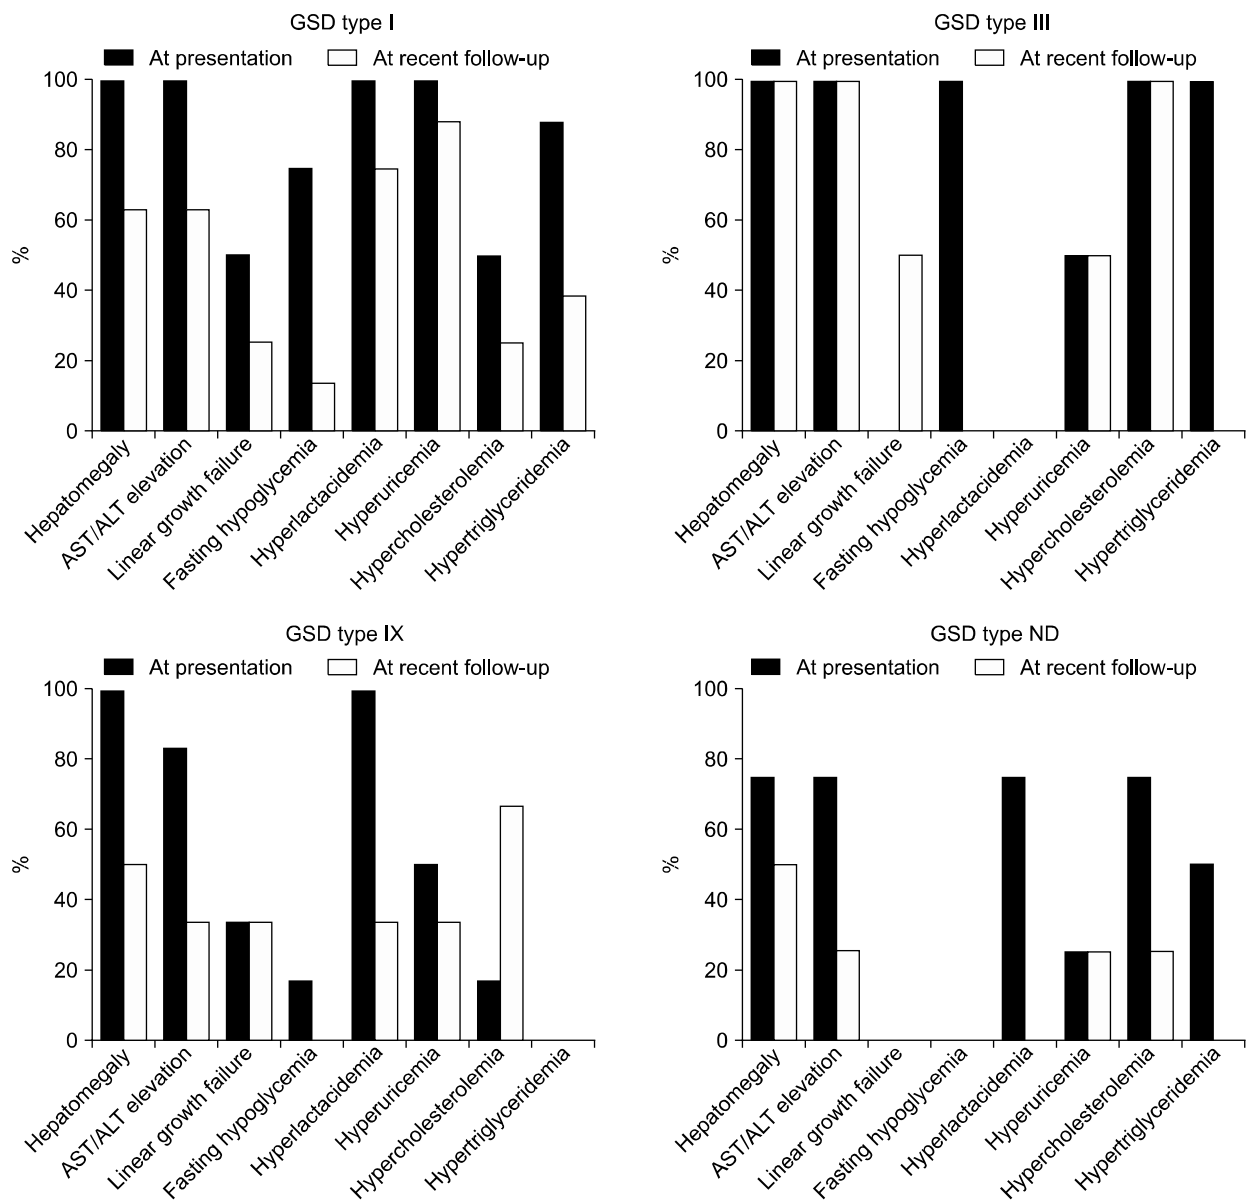 GSD type I
At presentation At recent follow-up
100
80
60
40
20
0
%
Hepatomegaly
AST/ALT elevation
Linear growth failure
Fasting hypoglycemia
Hyperlactacidemia
Hyperuricemia
Hypercholesterolemia
Hypertriglyceridemia
GSD type III
At presentation At recent follow-up
100
80
60
40
20
0
%
Hepatomegaly
AST/ALT elevation
Linear growth failure
Fasting hypoglycemia
Hyperlactacidemia
Hyperuricemia
Hypercholesterolemia
Hypertriglyceridemia
GSD type IX
At presentation At recent follow-up
100
80
60
40
20
0
%
Hepatomegaly
AST/ALT elevation
Linear growth failure
Fasting hypoglycemia
Hyperlactacidemia
Hyperuricemia
Hypercholesterolemia
Hypertriglyceridemia
GSD type ND
At presentation At recent follow-up
100
80
60
40
20
0
%
Hepatomegaly
AST/ALT elevation
Linear growth failure
Fasting hypoglycemia
Hyperlactacidemia
Hyperuricemia
Hypercholesterolemia
Hypertriglyceridemia